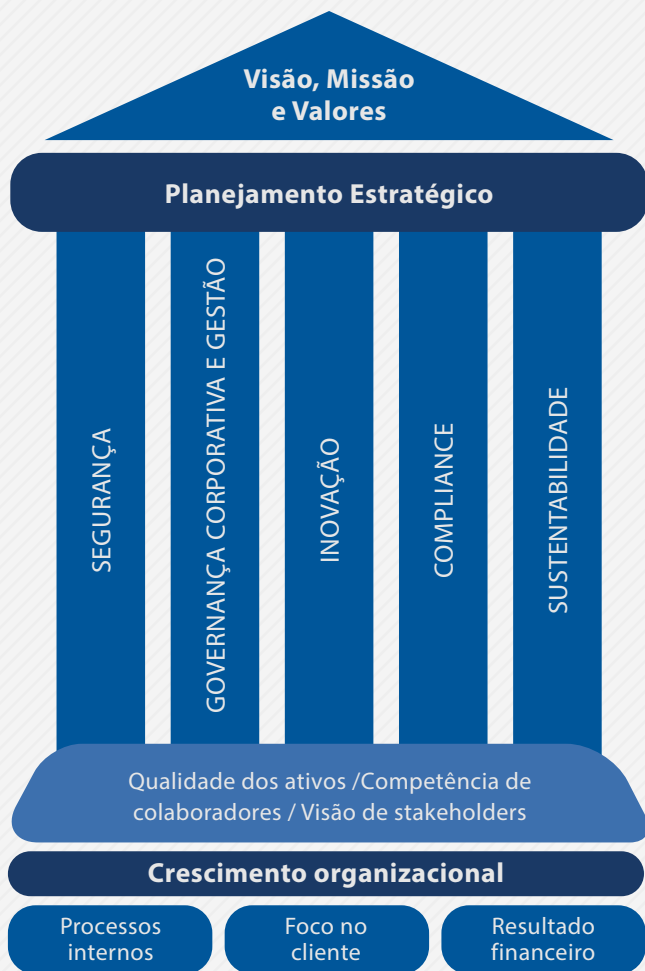 Visão, Missão
e Valores
Planejamento Estratégico
SEGURANÇA
GOVERNANÇA CORPORATIVA E GESTÃO
INOVAÇÃO
COMPLIANCE
SUSTENTABILIDADE
Qualidade dos ativos /Competência de
colaboradores / Visão de stakeholders
Crescimento organizacional
Processos
internos
Foco no
cliente
Resultado
financeiro